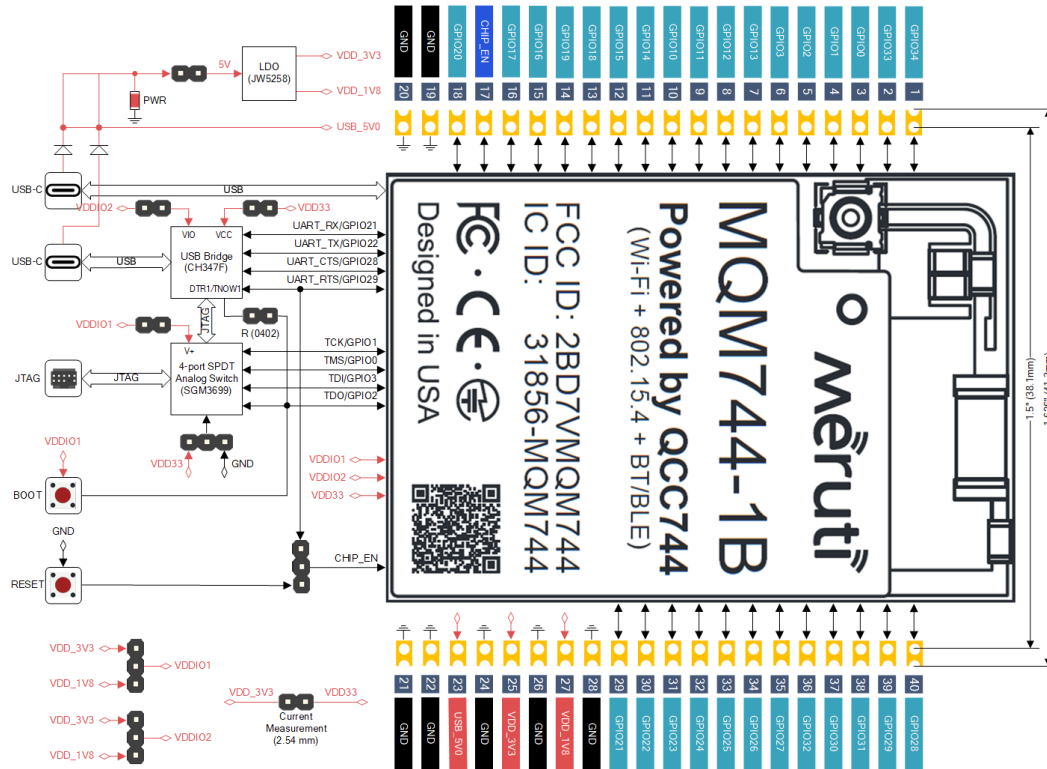 GND
GND
GPIO20
CHIP_EN
GPIO17
GPIO16
GPIO19
GPIO18
GPIO15
GPIO14
GPIO10
GPIO11
GPIO12
GPIO13
GPIO3
GPIO2
GPIO1
GPIO0
GPIO33
GPIO34
20
19
18
17
16
15
14
13
12
11
10
9
8
7
6
5
4
3
2
1
LDO
(JW5258)
5V
VDD_3V3
VDD_1V8
PWR
USB_5V0
USB-C
USB
VDDIO2
VDD33
VIO
VCC
USB Bridge
(CH347F)
DTR1/TNOW1
USB-C
USB
UART_RX/GPIO21
UART_TX/GPIO22
UART_CTS/GPIO28
UART_RTS/GPIO29
JTAG
R (0402)
VDDIO1
V+
4-port SPDT
Analog Switch
(SGM3699)
JTAG
JTAG
TCK/GPIO1
TMS/GPIO0
TDI/GPIO3
TDO/GPIO2
VDD33
GND
VDDIO1
BOOT
GND
RESET
VDDIO1
VDDIO2
VDD33
CHIP_EN
MQM744-1B
Powered by QCC744
(Wi-Fi + 802.15.4 + BT/BLE)
FCC ID: 2BD7VMQM744
IC ID: 31856-MQM744
Designed in USA
meruti
1.5" (38.1mm)
VDD_3V3
VDDIO1
VDD_1V8
VDD_3V3
VDDIO2
VDD_1V8
VDD_3V3
VDD33
Current
Measurement
(2.54 mm)
21
22
23
24
25
26
27
28
29
30
31
32
33
34
35
36
37
38
39
40
GND
GND
USB_5V0
GND
VDD_3V3
GND
VDD_1V8
GND
GPIO21
GPIO22
GPIO23
GPIO24
GPIO25
GPIO26
GPIO27
GPIO32
GPIO30
GPIO31
GPIO29
GPIO28